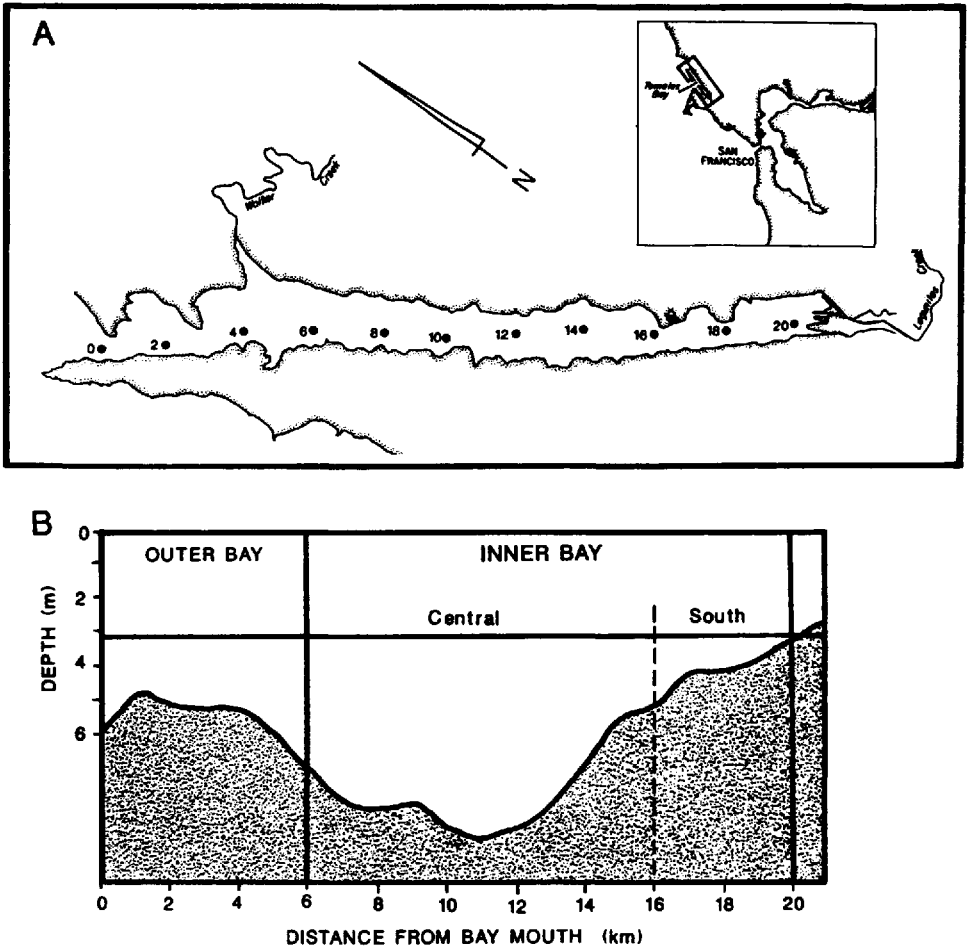 A
Tomales
Bay
SAN
FRANCISCO
N
Walker
Creek
Creek
Lagunitas
0 2 4 6 8 10 12 14 16 18 20
B
OUTER BAY INNER BAY
Central South
DEPTH (m)
0
2
4
6
0 2 4 6 8 10 12 14 16 18 20
DISTANCE FROM BAY MOUTH (km)